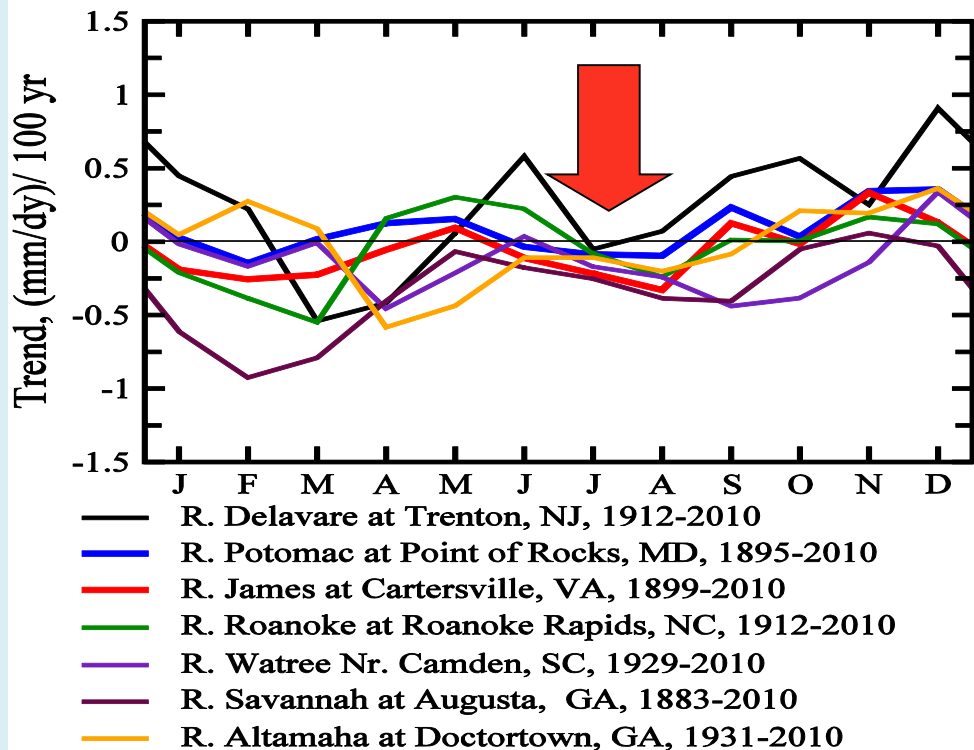 1.5
1
0.5
0
-0.5
-1
-1.5
Trend, (mm/dy)/ 100 yr
J F M A M J J A S O N D
R. Delavare at Trenton, NJ, 1912-2010
R. Potomac at Point of Rocks, MD, 1895-2010
R. James at Cartersville, VA, 1899-2010
R. Roanoke at Roanoke Rapids, NC, 1912-2010
R. Watree Nr. Camden, SC, 1929-2010
R. Savannah at Augusta, GA, 1883-2010
R. Altamaha at Doctortown, GA, 1931-2010